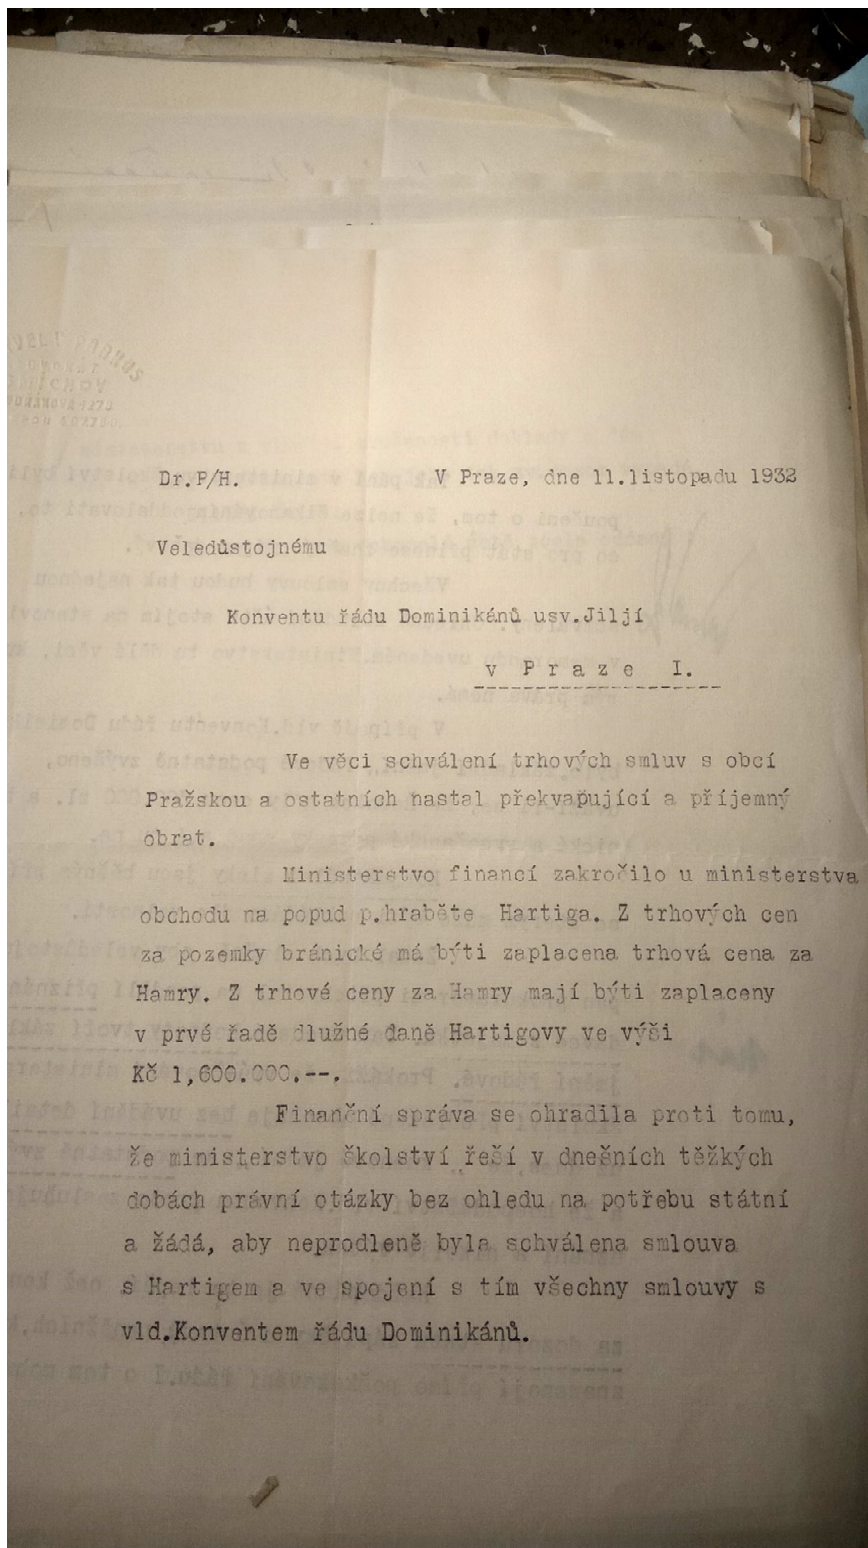 Dr.P/H. V Praze, dne 11.listopadu 1932
Veledůstojnému
Konventu řádu Dominikánů usv.Jiljí
v P r a z e I.
Ve věci schválení trhových smluv s obcí
Pražskou a ostatních nastal překvapující a příjemný
obrat.
Ministerstvo financí zakročilo u ministerstva
obchodu na popud p.hraběte Hartiga. Z trhových cen
za pozemky bránické má býti zaplacena trhová cena za
Hamry. Z trhové ceny za Hamry mají býti zaplaceny
v prvé řadě dlužné daně Hartigovy ve výši
Kč 1,600.000.--.
Finanční správa se ohradila proti tomu,
že ministerstvo školství řeší v dnešních těžkých
dobách právní otázky bez ohledu na potřebu státní
a žádá, aby neprodleně byla schválena smlouva
s Hartigem a ve spojení s tím všechny smlouvy s
vld.Konventem řádu Dominikánů.